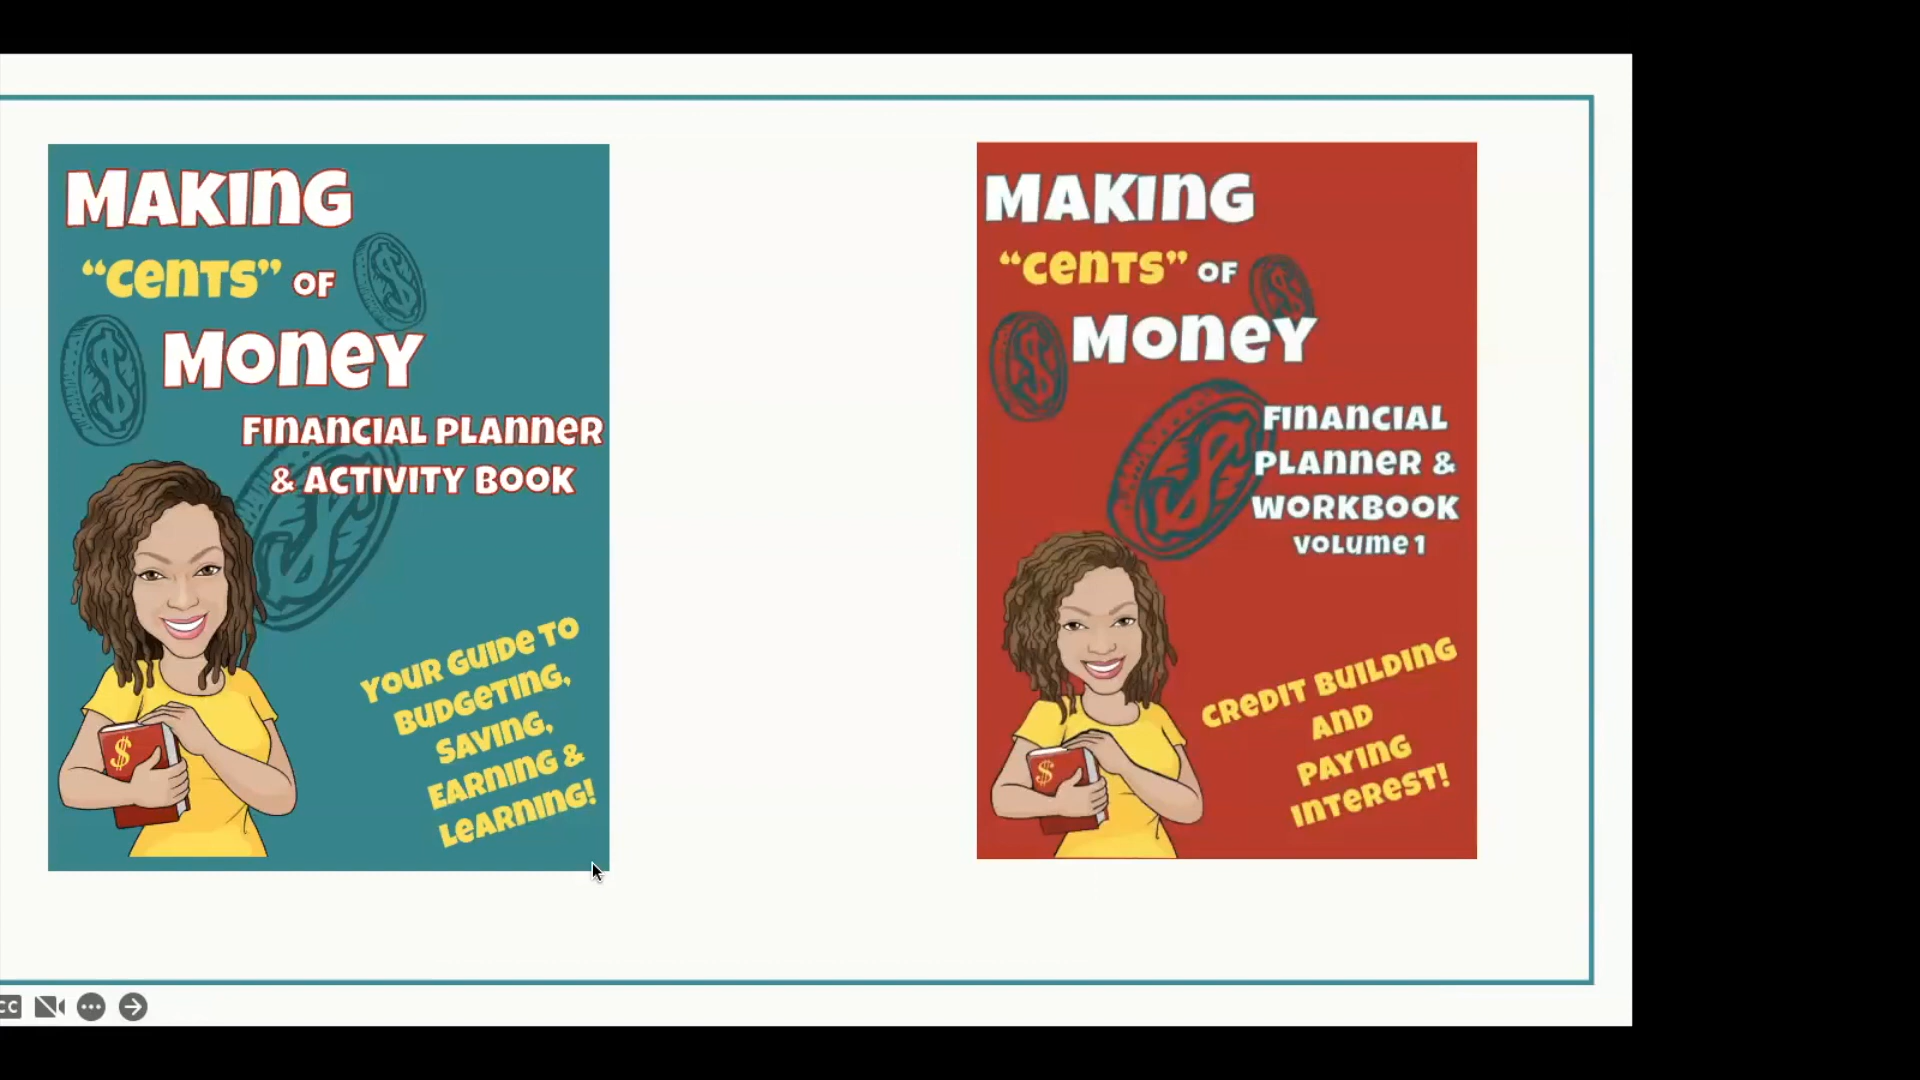 MAKING
“CENTS” OF
MONEY
FINANCIAL PLANNER
& ACTIVITY BOOK
$
YOUR GUIDE TO
BUDGETING,
SAVING,
EARNING &
LEARNING!
MAKING
“CENTS” OF
MONEY
FINANCIAL
PLANNER &
WORKBOOK
VOLUME 1
$
CREDIT BUILDING
AND
PAYING
INTEREST!
CC